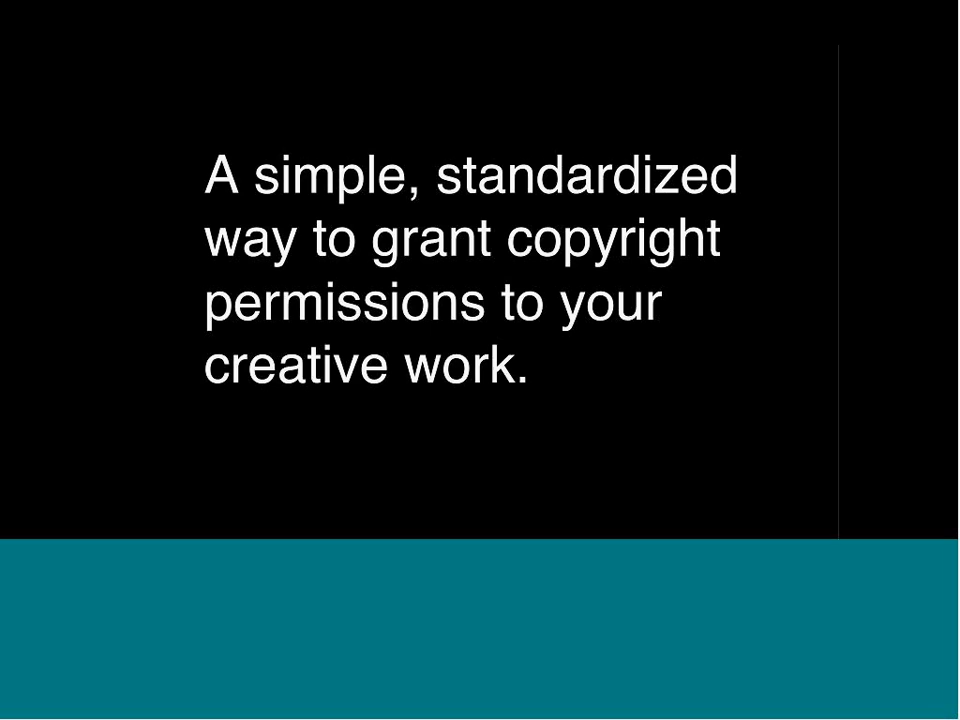 A simple, standardized
way to grant copyright
permissions to your
creative work.